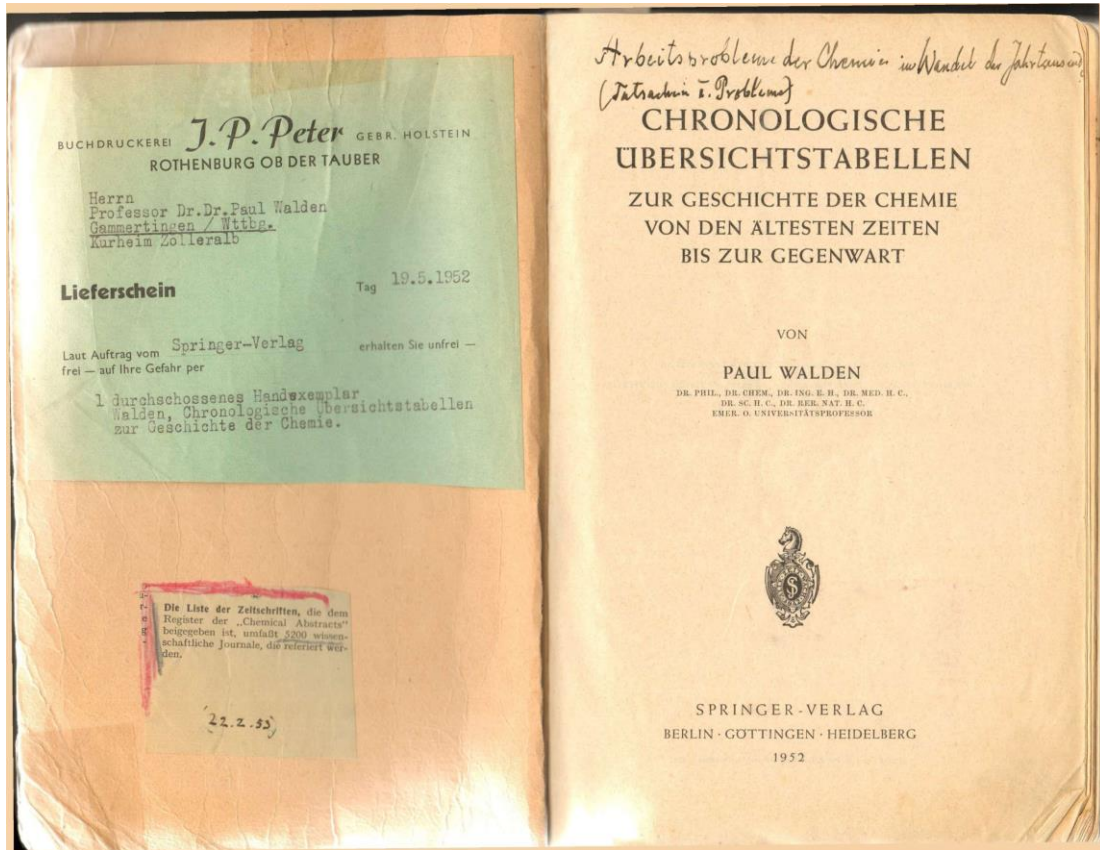 BUCHDRUCKEREI J. P. Peter GEBR. HOLSTEIN
ROTHENBURG OB DER TAUBER
Herrn
Professor Dr.Dr.Paul Walden
Gammertingen / Wttbg.
Kurheim Zolleralb
Lieferschein
Tag 19.5.1952
Laut Auftrag vom Springer-Verlag erhalten Sie unfrei —
frei — auf Ihre Gefahr per
1 durchschossenes Handexemplar
Walden, Chronologische Übersichtstabellen
zur Geschichte der Chemie.
Die Liste der Zeitschriften, die dem
Register der „Chemical Abstracts"
beigegeben ist, umfaßt 5200 wissen-
schaftliche Journale, die referiert wer-
den.
(22.2.53)
Arbeitsprobleme der Chemie im Wandel der
(Tatsachen u. Probleme)
CHRONOLOGISCHE
ÜBERSICHTSTABELLEN
ZUR GESCHICHTE DER CHEMIE
VON DEN ÄLTESTEN ZEITEN
BIS ZUR GEGENWART
VON
PAUL WALDEN
DR. PHIL., DR. CHEM., DR. ING. E. H., DR. MED. H. C.,
DR. SC. H. C., DR. RER. NAT. H. C.
EMER. O. UNIVERSITÄTSPROFESSOR
S
SPRINGER-VERLAG
BERLIN · GÖTTINGEN · HEIDELBERG
1952